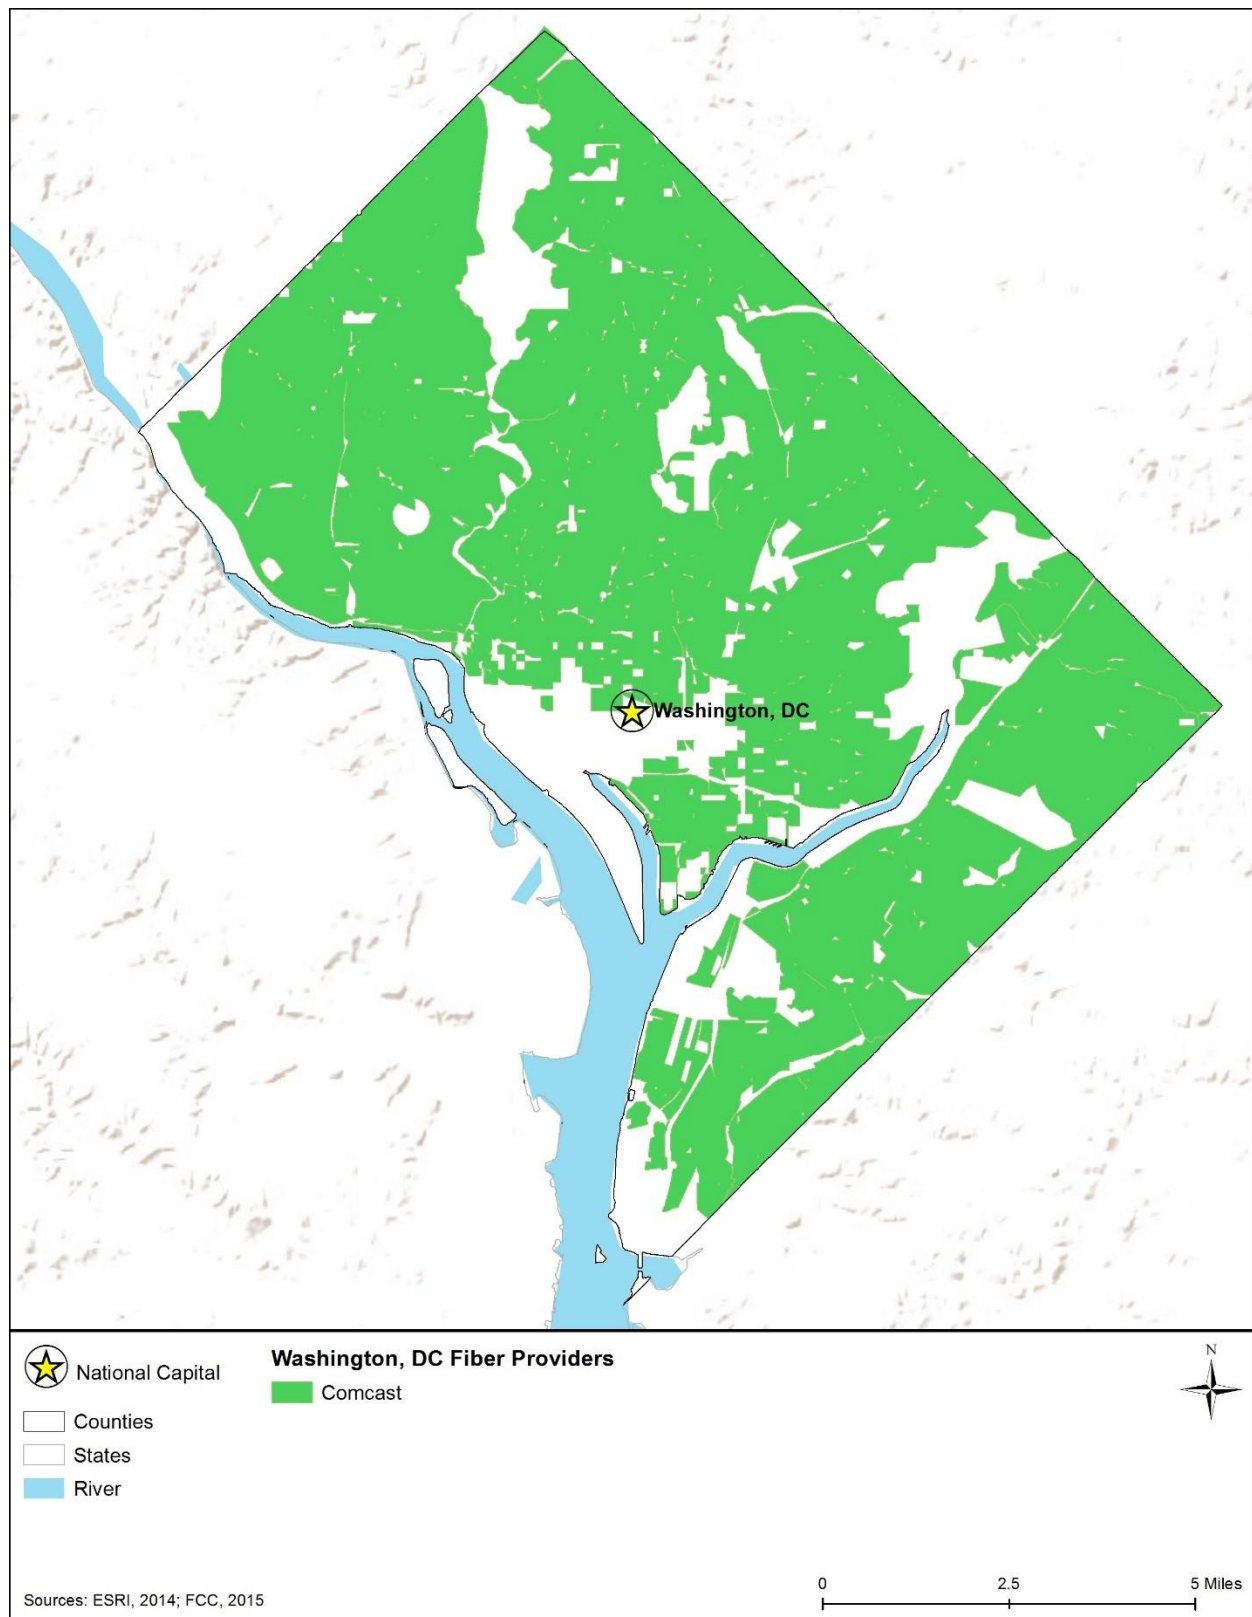 Washington, DC
National Capital
Counties
States
River
Washington, DC Fiber Providers
Comcast
N
Sources: ESRI, 2014; FCC, 2015
0 2.5 5 Miles